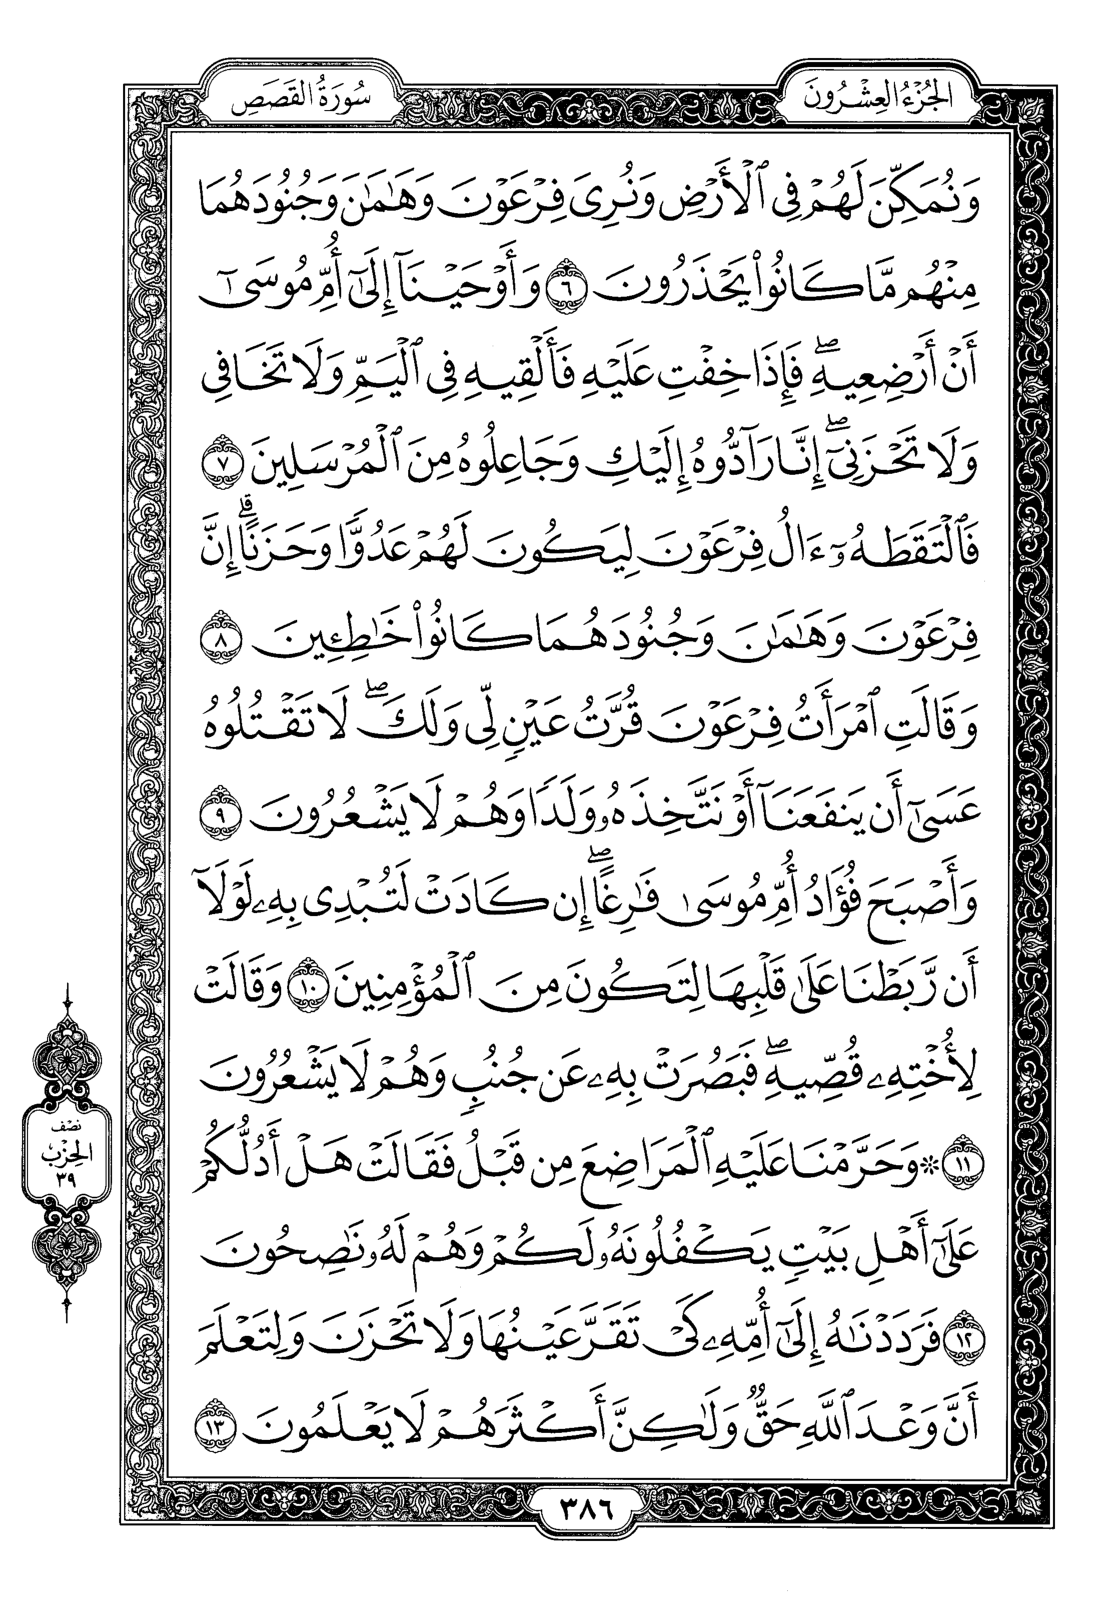 الجُزْءُ العِشْرُونَ
سُورَةُ القَصَصِ
وَنُمَكِّنَ لَهُمْ فِي ٱلْأَرْضِ وَنُرِىَ فِرْعَوْنَ وَهَٰمَٰنَ وَجُنُودَهُمَا
مِنْهُم مَّا كَانُوا۟ يَحْذَرُونَ ٦ وَأَوْحَيْنَآ إِلَىٰٓ أُمِّ مُوسَىٰٓ
أَنْ أَرْضِعِيهِۖ فَإِذَا خِفْتِ عَلَيْهِ فَأَلْقِيهِ فِى ٱلْيَمِّ وَلَا تَخَافِى
وَلَا تَحْزَنِىٓۖ إِنَّا رَآدُّوهُ إِلَيْكِ وَجَاعِلُوهُ مِنَ ٱلْمُرْسَلِينَ ٧
فَٱلْتَقَطَهُۥٓ ءَالُ فِرْعَوْنَ لِيَكُونَ لَهُمْ عَدُوًّا وَحَزَنًاۗ إِنَّ
فِرْعَوْنَ وَهَٰمَٰنَ وَجُنُودَهُمَا كَانُوا۟ خَٰطِـِٔينَ ٨
وَقَالَتِ ٱمْرَأَتُ فِرْعَوْنَ قُرَّتُ عَيْنٍ لِّى وَلَكَۖ لَا تَقْتُلُوهُ
عَسَىٰٓ أَن يَنفَعَنَآ أَوْ نَتَّخِذَهُۥ وَلَدًا وَهُمْ لَا يَشْعُرُونَ ٩
وَأَصْبَحَ فُؤَادُ أُمِّ مُوسَىٰ فَٰرِغًاۖ إِن كَادَتْ لَتُبْدِى بِهِۦ لَوْلَآ
أَن رَّبَطْنَا عَلَىٰ قَلْبِهَا لِتَكُونَ مِنَ ٱلْمُؤْمِنِينَ ١٠ وَقَالَتْ
لِأُخْتِهِۦ قُصِّيهِۖ فَبَصُرَتْ بِهِۦ عَن جُنُبٍ وَهُمْ لَا يَشْعُرُونَ
١١ * وَحَرَّمْنَا عَلَيْهِ ٱلْمَرَاضِعَ مِن قَبْلُ فَقَالَتْ هَلْ أَدُلُّكُمْ
عَلَىٰٓ أَهْلِ بَيْتٍ يَكْفُلُونَهُۥ لَكُمْ وَهُمْ لَهُۥ نَٰصِحُونَ
١٢ فَرَدَدْنَٰهُ إِلَىٰٓ أُمِّهِۦ كَىْ تَقَرَّ عَيْنُهَا وَلَا تَحْزَنَ وَلِتَعْلَمَ
أَنَّ وَعْدَ ٱللَّهِ حَقٌّ وَلَٰكِنَّ أَكْثَرَهُمْ لَا يَعْلَمُونَ ١٣
نِصْف
الحِزْبِ
٣٩
٣٨٦